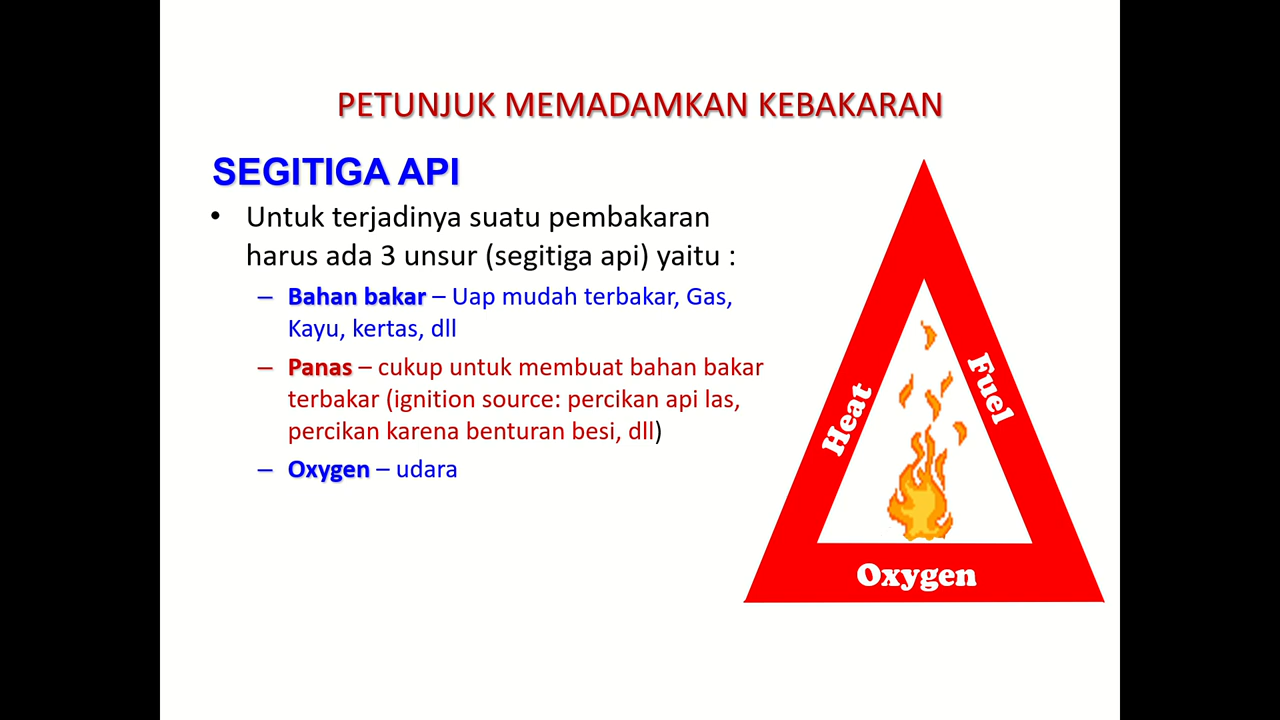 PETUNJUK MEMADAMKAN KEBAKARAN
SEGITIGA API
• Untuk terjadinya suatu pembakaran
harus ada 3 unsur (segitiga api) yaitu :
– Bahan bakar – Uap mudah terbakar, Gas,
Kayu, kertas, dll
– Panas – cukup untuk membuat bahan bakar
terbakar (ignition source: percikan api las,
percikan karena benturan besi, dll)
– Oxygen – udara
Heat
Fuel
Oxygen